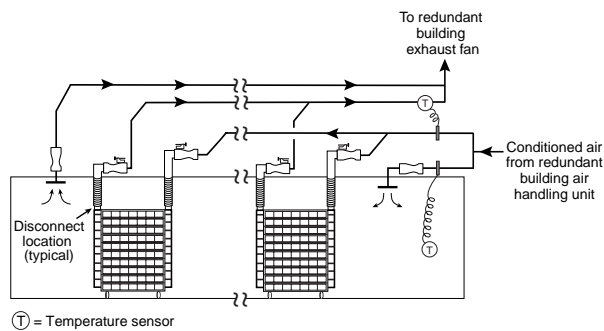 To redundant
building
exhaust fan
T
Conditioned air
from redundant
building air
handling unit
Disconnect
location
(typical)
T
T = Temperature sensor